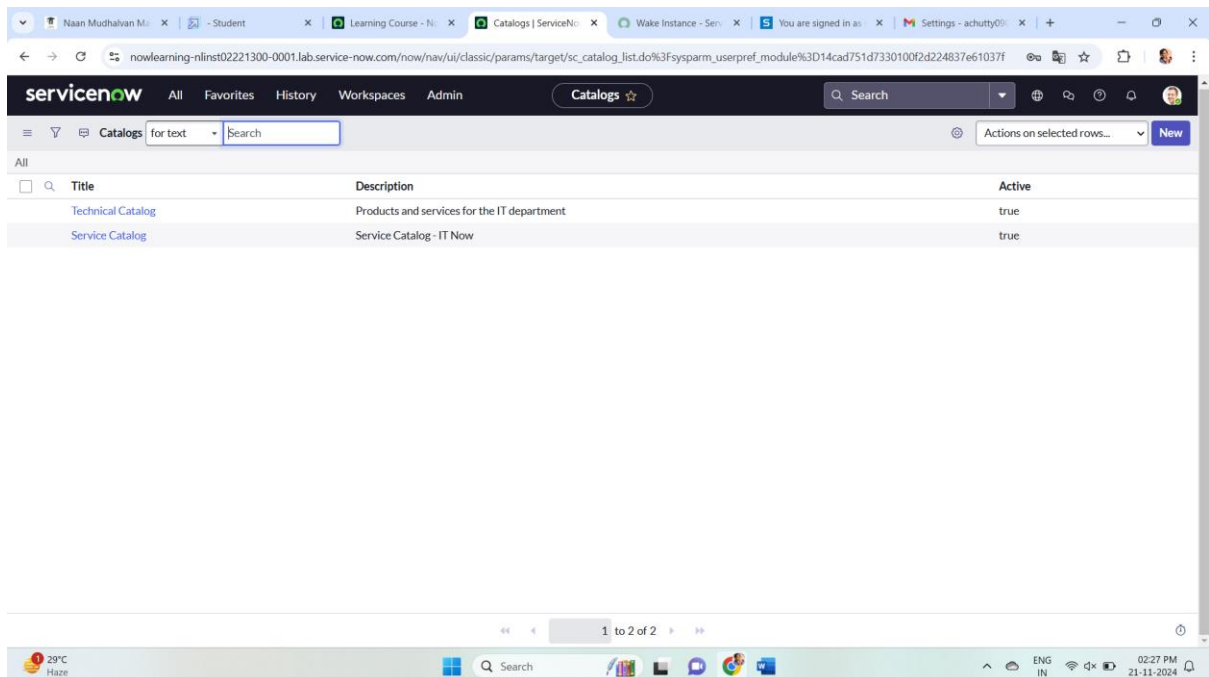 Naan Mudhalvan Ma
- Student
Learning Course - No
Catalogs | ServiceNo
Wake Instance - Serv
You are signed in as
Settings - achutty09
nowlearning-nlinst02221300-0001.lab.service-now.com/now/nav/ui/classic/params/target/sc_catalog_list.do%3Fsysparm_userpref_module%3D14cad751d7330100f2d224837e61037f
servicenow All Favorites History Workspaces Admin Catalogs Search
Catalogs for text Search Actions on selected rows... New
All
Title Description Active
Technical Catalog Products and services for the IT department true
Service Catalog Service Catalog - IT Now true
1 to 2 of 2
1 29°C
Haze
Search
ENG
IN
02:27 PM
21-11-2024